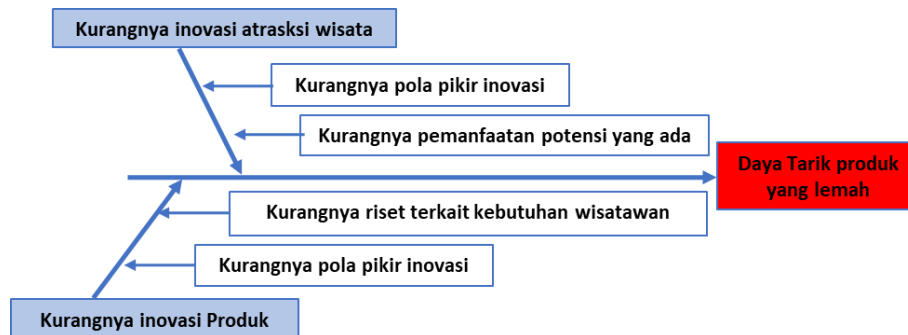 Kurangnya inovasi atrasksi wisata
Kurangnya pola pikir inovasi
Kurangnya pemanfaatan potensi yang ada
Daya Tarik produk
yang lemah
Kurangnya riset terkait kebutuhan wisatawan
Kurangnya pola pikir inovasi
Kurangnya inovasi Produk